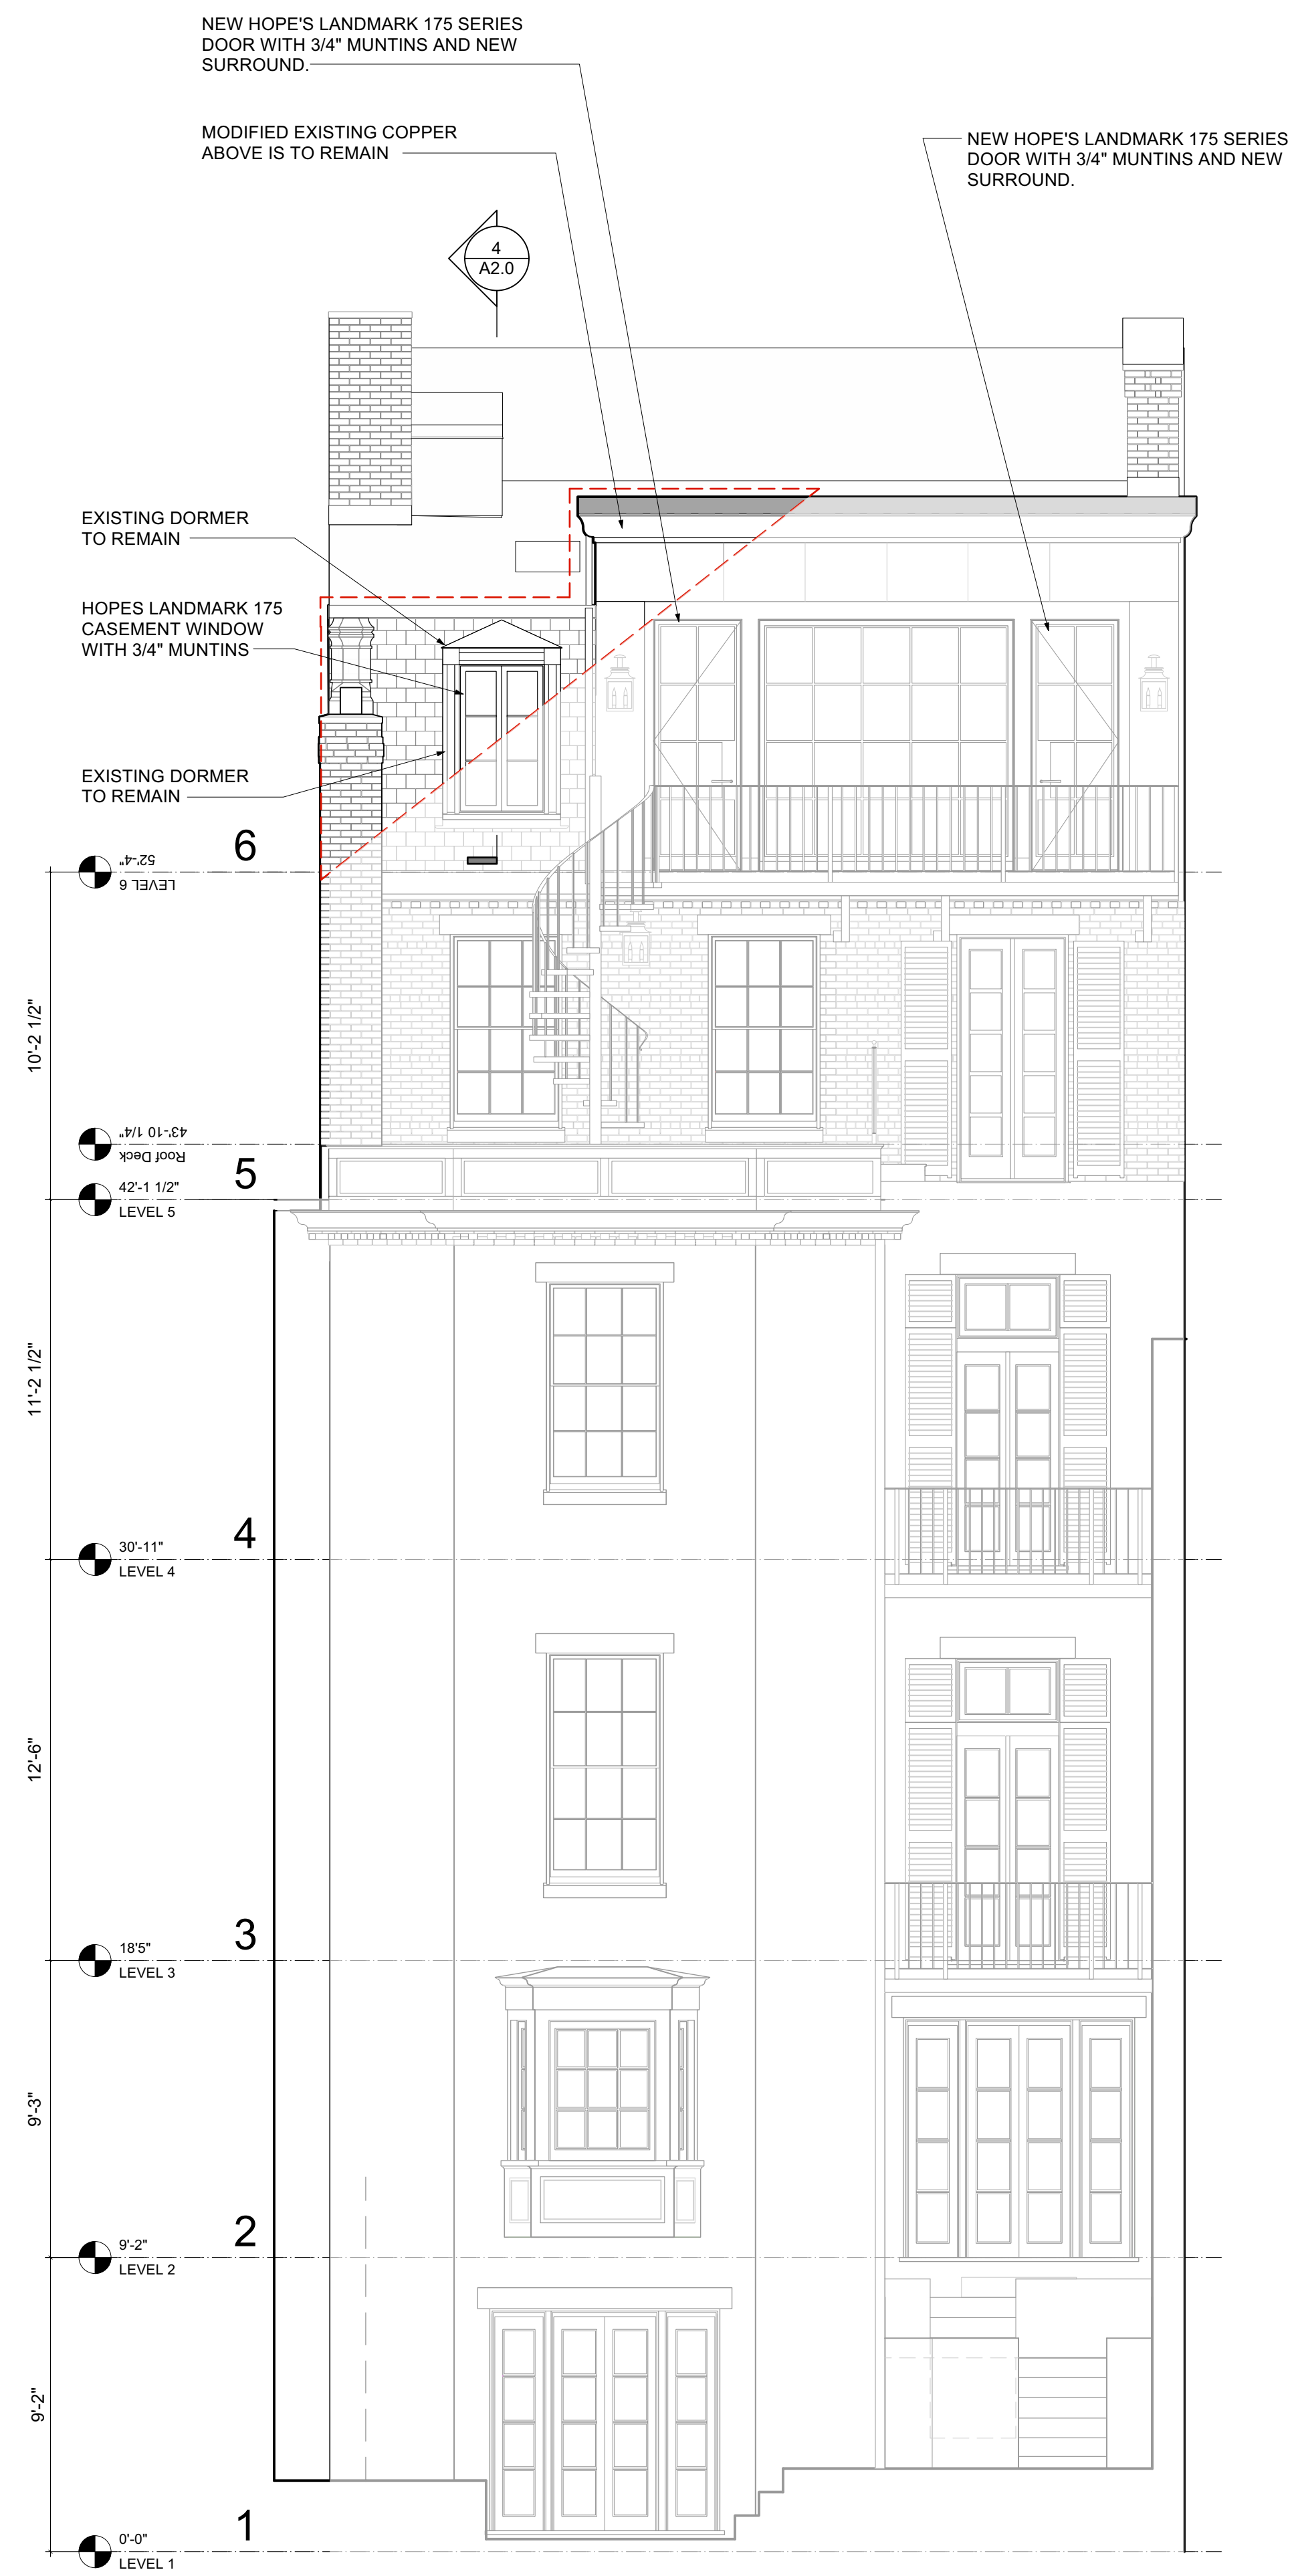 NEW HOPE'S LANDMARK 175 SERIES
DOOR WITH 3/4" MUNTINS AND NEW
SURROUND.
MODIFIED EXISTING COPPER
ABOVE IS TO REMAIN
NEW HOPE'S LANDMARK 175 SERIES
DOOR WITH 3/4" MUNTINS AND NEW
SURROUND.
4
A2.0
EXISTING DORMER
TO REMAIN
HOPES LANDMARK 175
CASEMENT WINDOW
WITH 3/4" MUNTINS
EXISTING DORMER
TO REMAIN
6
52'-4"
LEVEL 6
10'-2 1/2"
43'-10 1/4"
Roof Deck
5
42'-1 1/2"
LEVEL 5
11'-2 1/2"
4
30'-11"
LEVEL 4
12'-6"
3
18'5"
LEVEL 3
9'-3"
2
9'-2"
LEVEL 2
9'-2"
1
0'-0"
LEVEL 1